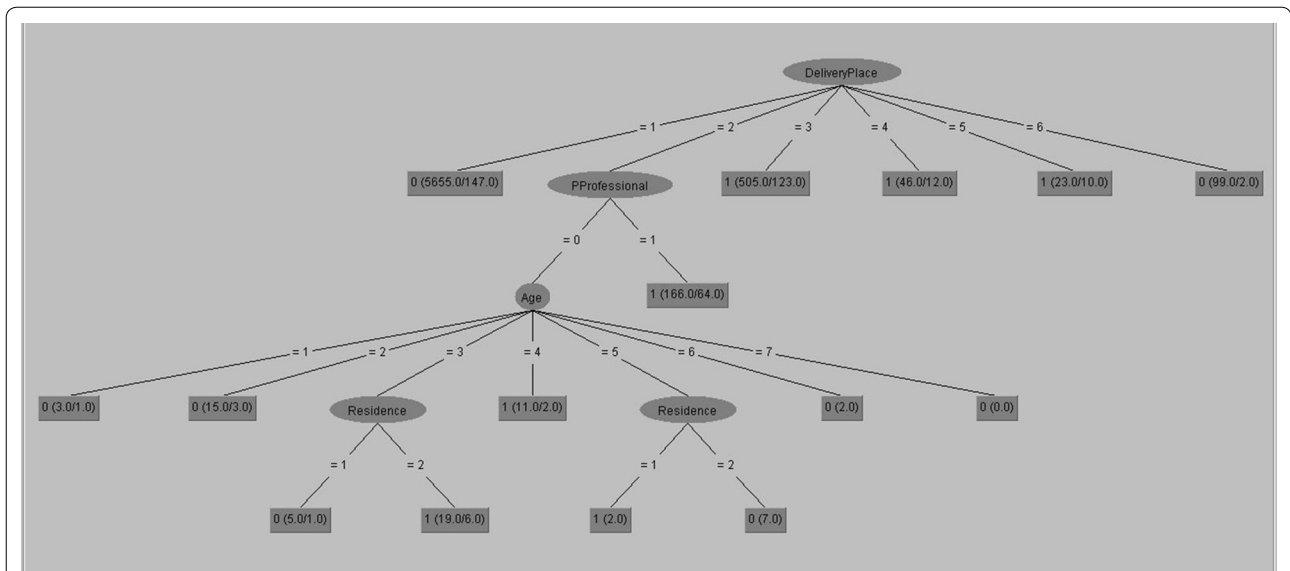 DeliveryPlace
= 1 = 2 = 3 = 4 = 5 = 6
0 (5655.0/147.0) PProfessional 1 (505.0/123.0) 1 (46.0/12.0) 1 (23.0/10.0) 0 (99.0/2.0)
= 0 = 1
Age 1 (166.0/64.0)
= 1 = 2 = 3 = 4 = 5 = 6 = 7
0 (3.0/1.0) 0 (15.0/3.0) Residence 1 (11.0/2.0) Residence 0 (2.0) 0 (0.0)
= 1 = 2 = 1 = 2
0 (5.0/1.0) 1 (19.0/6.0) 1 (2.0) 0 (7.0)